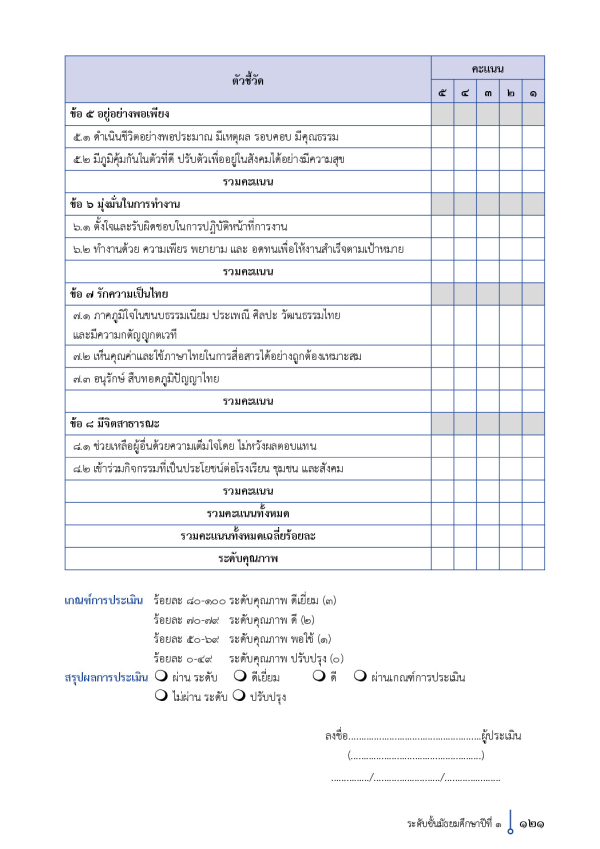 ตัวชี้วัด
คะแนน
๕ ๔ ๓ ๒ ๑
ข้อ ๕ อยู่อย่างพอเพียง
๕.๑ ดำเนินชีวิตอย่างพอประมาณ มีเหตุผล รอบคอบ มีคุณธรรม
๕.๒ มีภูมิคุ้มกันในตัวที่ดี ปรับตัวเพื่ออยู่ในสังคมได้อย่างมีความสุข
รวมคะแนน
ข้อ ๖ มุ่งมั่นในการทำงาน
๖.๑ ตั้งใจและรับผิดชอบในการปฏิบัติหน้าที่การงาน
๖.๒ ทำงานด้วย ความเพียร พยายาม และ อดทนเพื่อให้งานสำเร็จตามเป้าหมาย
รวมคะแนน
ข้อ ๗ รักความเป็นไทย
๗.๑ ภาคภูมิใจในขนบธรรมเนียม ประเพณี ศิลปะ วัฒนธรรมไทย
และมีความกตัญญูกตเวที
๗.๒ เห็นคุณค่าและใช้ภาษาไทยในการสื่อสารได้อย่างถูกต้องเหมาะสม
๗.๓ อนุรักษ์ สืบทอดภูมิปัญญาไทย
รวมคะแนน
ข้อ ๘ มีจิตสาธารณะ
๘.๑ ช่วยเหลือผู้อื่นด้วยความเต็มใจโดย ไม่หวังผลตอบแทน
๘.๒ เข้าร่วมกิจกรรมที่เป็นประโยชน์ต่อโรงเรียน ชุมชน และสังคม
รวมคะแนน
รวมคะแนนทั้งหมด
รวมคะแนนทั้งหมดเฉลี่ยร้อยละ
ระดับคุณภาพ
เกณฑ์การประเมิน ร้อยละ ๘๐-๑๐๐ ระดับคุณภาพ ดีเยี่ยม (๓)
ร้อยละ ๗๐-๗๙ ระดับคุณภาพ ดี (๒)
ร้อยละ ๕๐-๖๙ ระดับคุณภาพ พอใช้ (๑)
ร้อยละ ๐-๔๙ ระดับคุณภาพ ปรับปรุง (๐)
สรุปผลการประเมิน ผ่าน ระดับ ดีเยี่ยม ดี ผ่านเกณฑ์การประเมิน
ไม่ผ่าน ระดับ ปรับปรุง
ลงชื่อ....................................................ผู้ประเมิน
(...................................................)
.............../........................../......................
ระดับชั้นมัธยมศึกษาปีที่ ๑ ๑๒๑